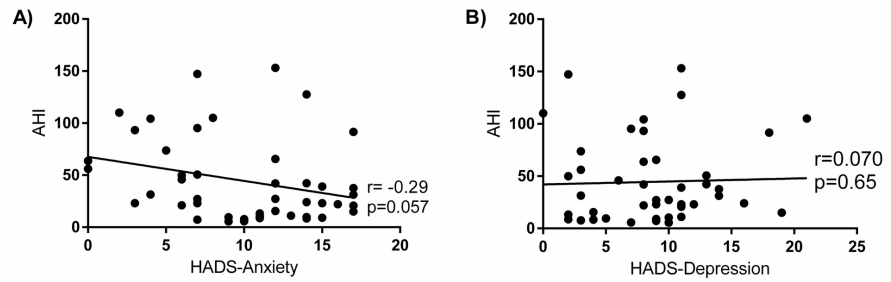 A)
200
150
100
50
0
AHI
0 5 10 15 20
HADS-Anxiety
r= -0.29
p=0.057
B)
200
150
100
50
0
AHI
0 5 10 15 20 25
HADS-Depression
r=0.070
p=0.65